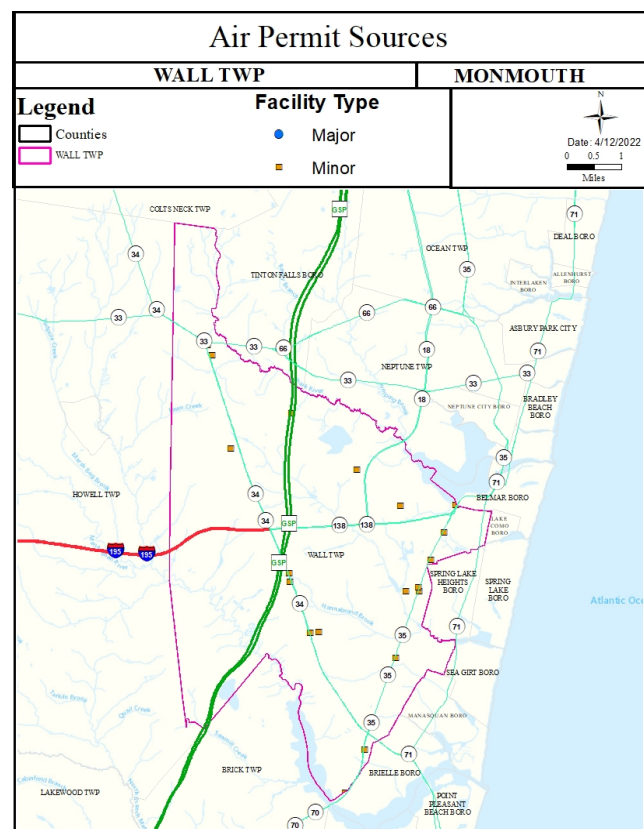 Air Permit Sources
WALL TWP
MONMOUTH
Legend
Counties
WALL TWP
Facility Type
Major
Minor
N
Date: 4/12/2022
0 0.5 1
Miles
COLTS NECK TWP
GSP
71
DEAL BORO
34
OCEAN TWP
35
TINTON FALLS BORO
ALLENHURST
BORO
INTERLAKEN
BORO
34
33
66
66
18
ASBURY PARK CITY
33
33
66
71
NEPTUNE TWP
33
33
33
18
BRADLEY
BEACH
BORO
NEPTUNE CITY BORO
35
71
HOWELL TWP
34
BELMAR BORO
34
GSP
138
138
LAKE
COMO
BORO
195
195
WALL TWP
GSP
SPRING LAKE
HEIGHTS
BORO
SPRING
LAKE
BORO
Atlantic Oce
34
71
35
SEA GIRT BORO
35
MANASQUAN BORO
35
71
Sawmill Creek
BRICK TWP
BRIELLE BORO
LAKEWOOD TWP
POINT
PLEASANT
BEACH BORO
70
70